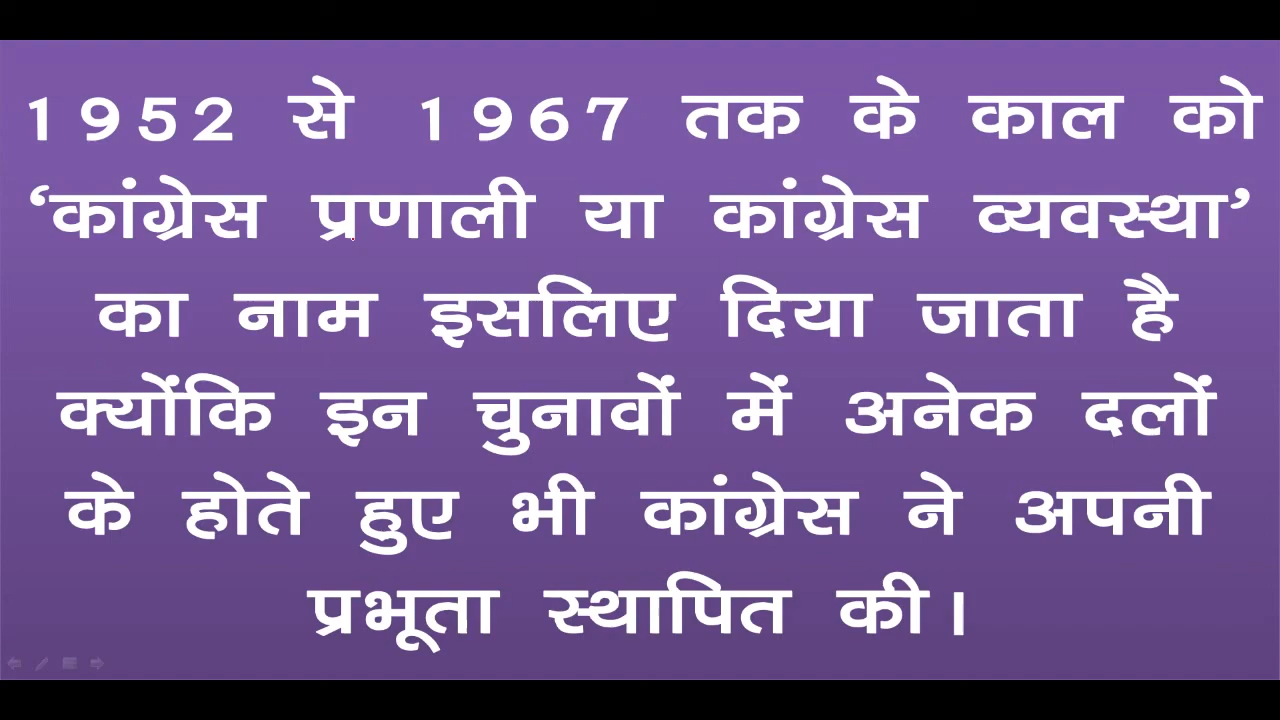 1952 से 1967 तक के काल को
‘कांग्रेस प्रणाली या कांग्रेस व्यवस्था’
का नाम इसलिए दिया जाता है
क्योंकि इन चुनावों में अनेक दलों
के होते हुए भी कांग्रेस ने अपनी
प्रभूता स्थापित की।